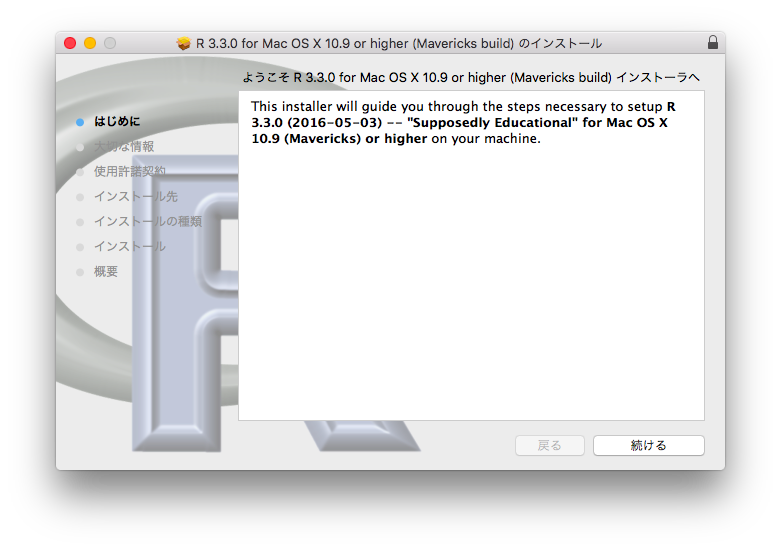 R 3.3.0 for Mac OS X 10.9 or higher (Mavericks build) のインストール
ようこそ R 3.3.0 for Mac OS X 10.9 or higher (Mavericks build) インストーラへ
はじめに
大切な情報
使用許諾契約
インストール先
インストールの種類
インストール
概要
This installer will guide you through the steps necessary to setup R
3.3.0 (2016-05-03) -- "Supposedly Educational" for Mac OS X
10.9 (Mavericks) or higher on your machine.
戻る
続ける